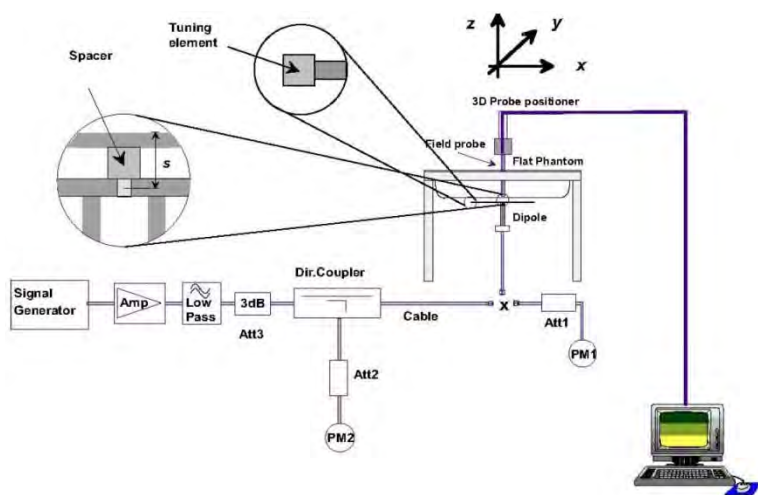 Tuning
element
Spacer
s
z
y
x
3D Probe positioner
Field probe
Flat Phantom
Dipole
Dir.Coupler
Signal
Generator
Amp
Low
Pass
3dB
Att3
Cable
x
Att1
PM1
Att2
PM2